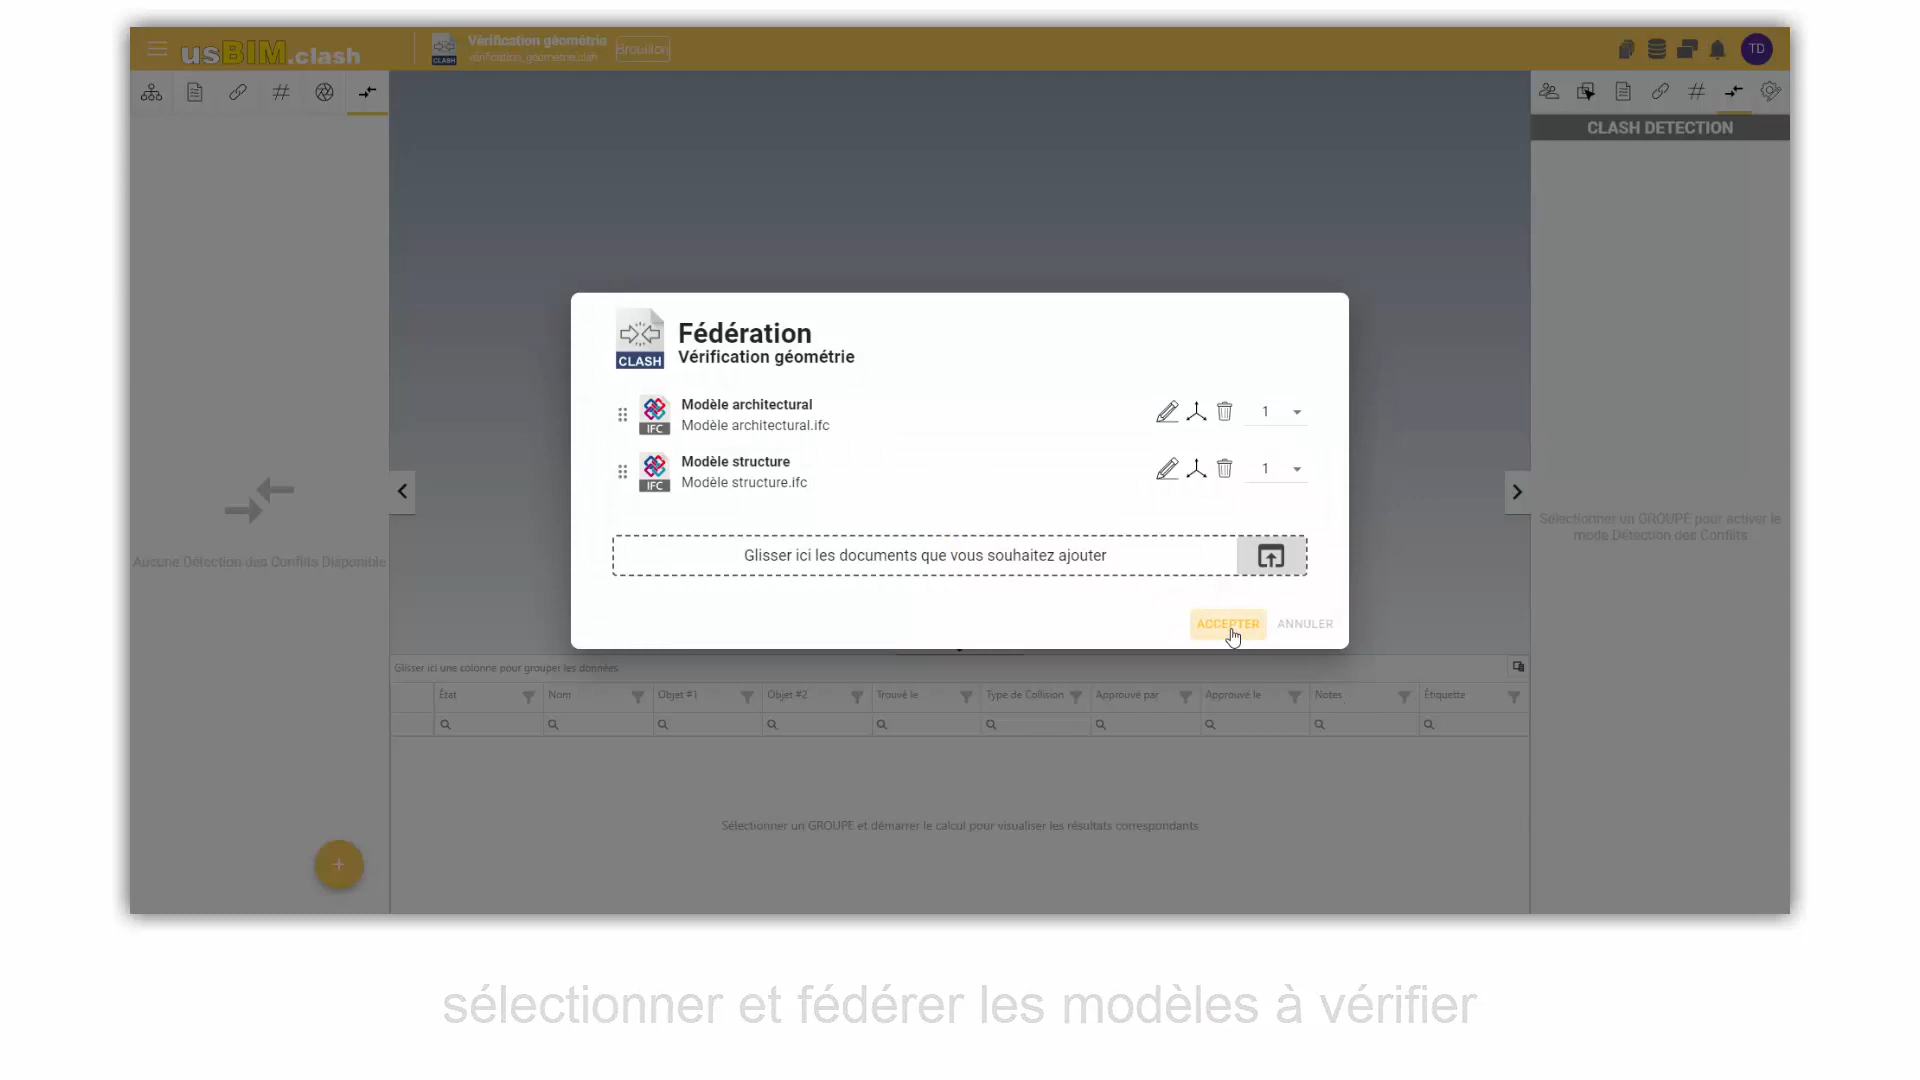 usBIM.clash
CLASH
Vérification géométrie
vérification_géométrie.clah
Brouillon
TD
CLASH DETECTION
Fédération
Vérification géométrie
CLASH
Modèle architectural
Modèle architectural.ifc
IFC
1
Modèle structure
Modèle structure.ifc
IFC
1
Glisser ici les documents que vous souhaitez ajouter
ACCEPTER
ANNULER
Aucune Détection des Conflits Disponible
Sélectionner un GROUPE pour activer le
mode Détection des Conflits
Glisser ici une colonne pour grouper les données
État
Nom
Objet #1
Objet #2
Trouvé le
Type de Collision
Approuvé par
Approuvé le
Notes
Étiquette
Sélectionner un GROUPE et démarrer le calcul pour visualiser les résultats correspondants
sélectionner et fédérer les modèles à vérifier